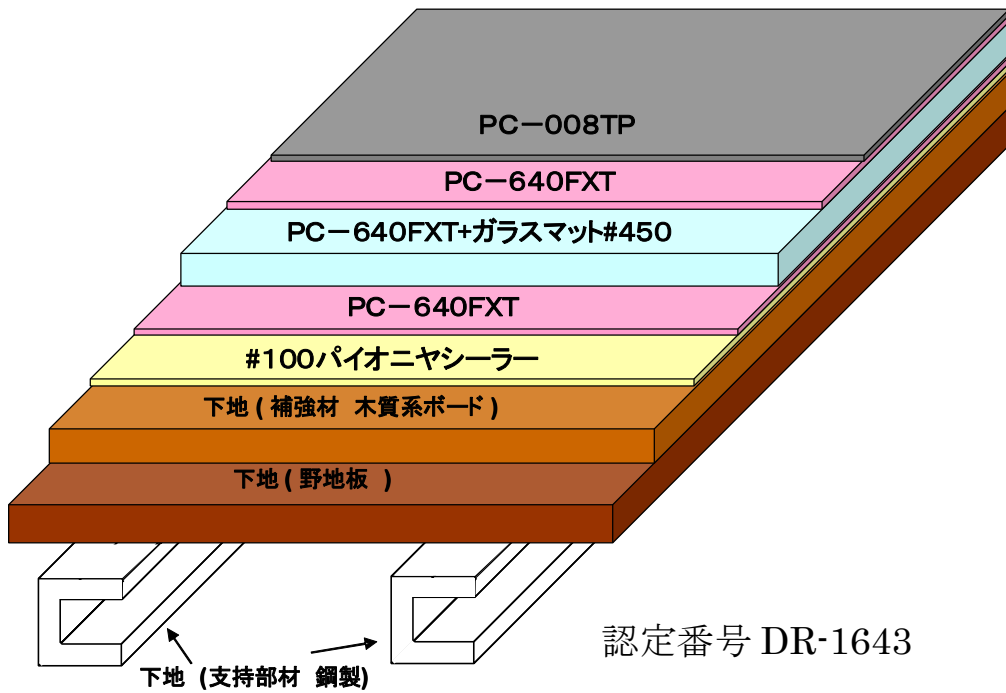 PC－008TP
PC－640FXT
PC－640FXT+ガラスマット#450
PC－640FXT
#100パイオニヤシーラー
下地 ( 補強材 木質系ボード )
下地 ( 野地板 )
下地 (支持部材 鋼製)
認定番号 DR-1643